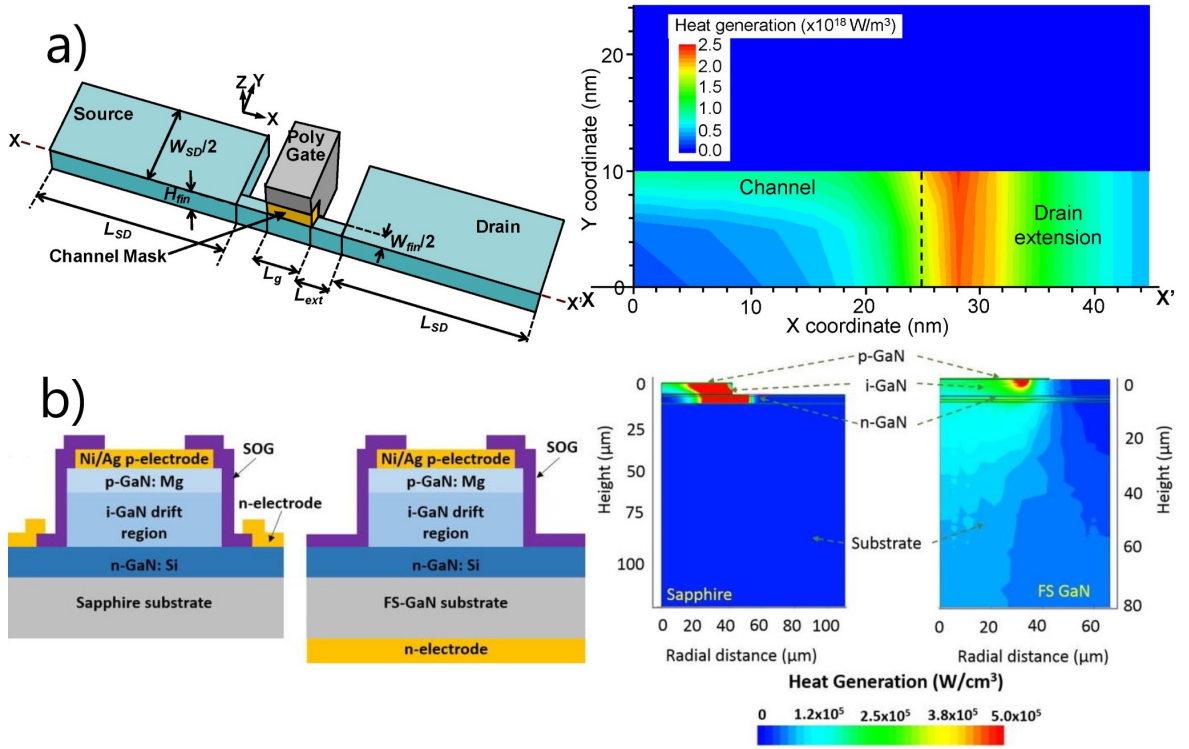 a)
Z
Y
X
Source
W_SD/2
Poly
Gate
X
H_fin
L_SD
Channel Mask
L_g
L_ext
W_fin/2
Drain
L_SD
X'
Heat generation (x10^18 W/m^3)
2.5
2.0
1.5
1.0
0.5
0.0
Y coordinate (nm)
20
10
0
Channel
Drain
extension
X
0
10
20
30
40
X'
X coordinate (nm)
b)
Ni/Ag p-electrode
SOG
p-GaN: Mg
n-electrode
i-GaN drift
region
n-GaN: Si
Sapphire substrate
Ni/Ag p-electrode
SOG
p-GaN: Mg
i-GaN drift
region
n-GaN: Si
FS-GaN substrate
n-electrode
p-GaN
i-GaN
n-GaN
Substrate
Height (μm)
0
25
50
75
100
Sapphire
0 20 40 60 80 100
Radial distance (μm)
FS GaN
0
20
40
60
80
Height (μm)
0 20 40 60
Radial distance (μm)
Heat Generation (W/cm^3)
0 1.2x10^5 2.5x10^5 3.8x10^5 5.0x10^5